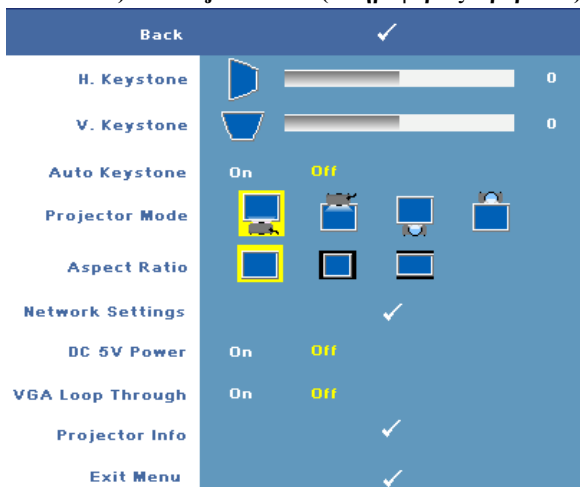 Back
H. Keystone 0
V. Keystone 0
Auto Keystone On Off
Projector Mode
Aspect Ratio
Network Settings
DC 5V Power On Off
VGA Loop Through On Off
Projector Info
Exit Menu